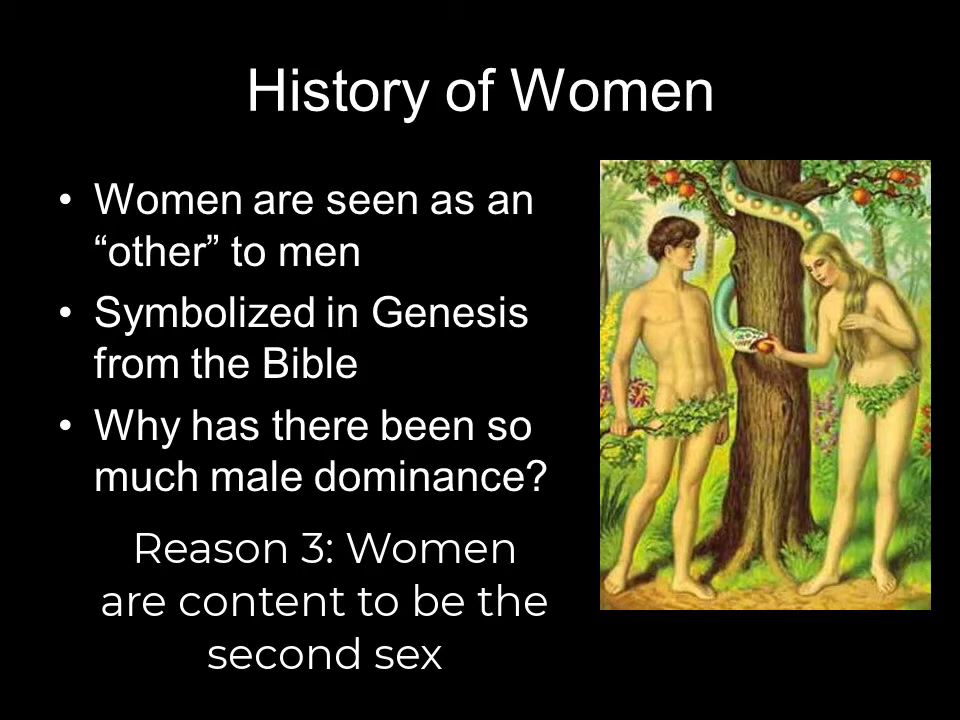 History of Women
• Women are seen as an
“other” to men
• Symbolized in Genesis
from the Bible
• Why has there been so
much male dominance?
Reason 3: Women
are content to be the
second sex